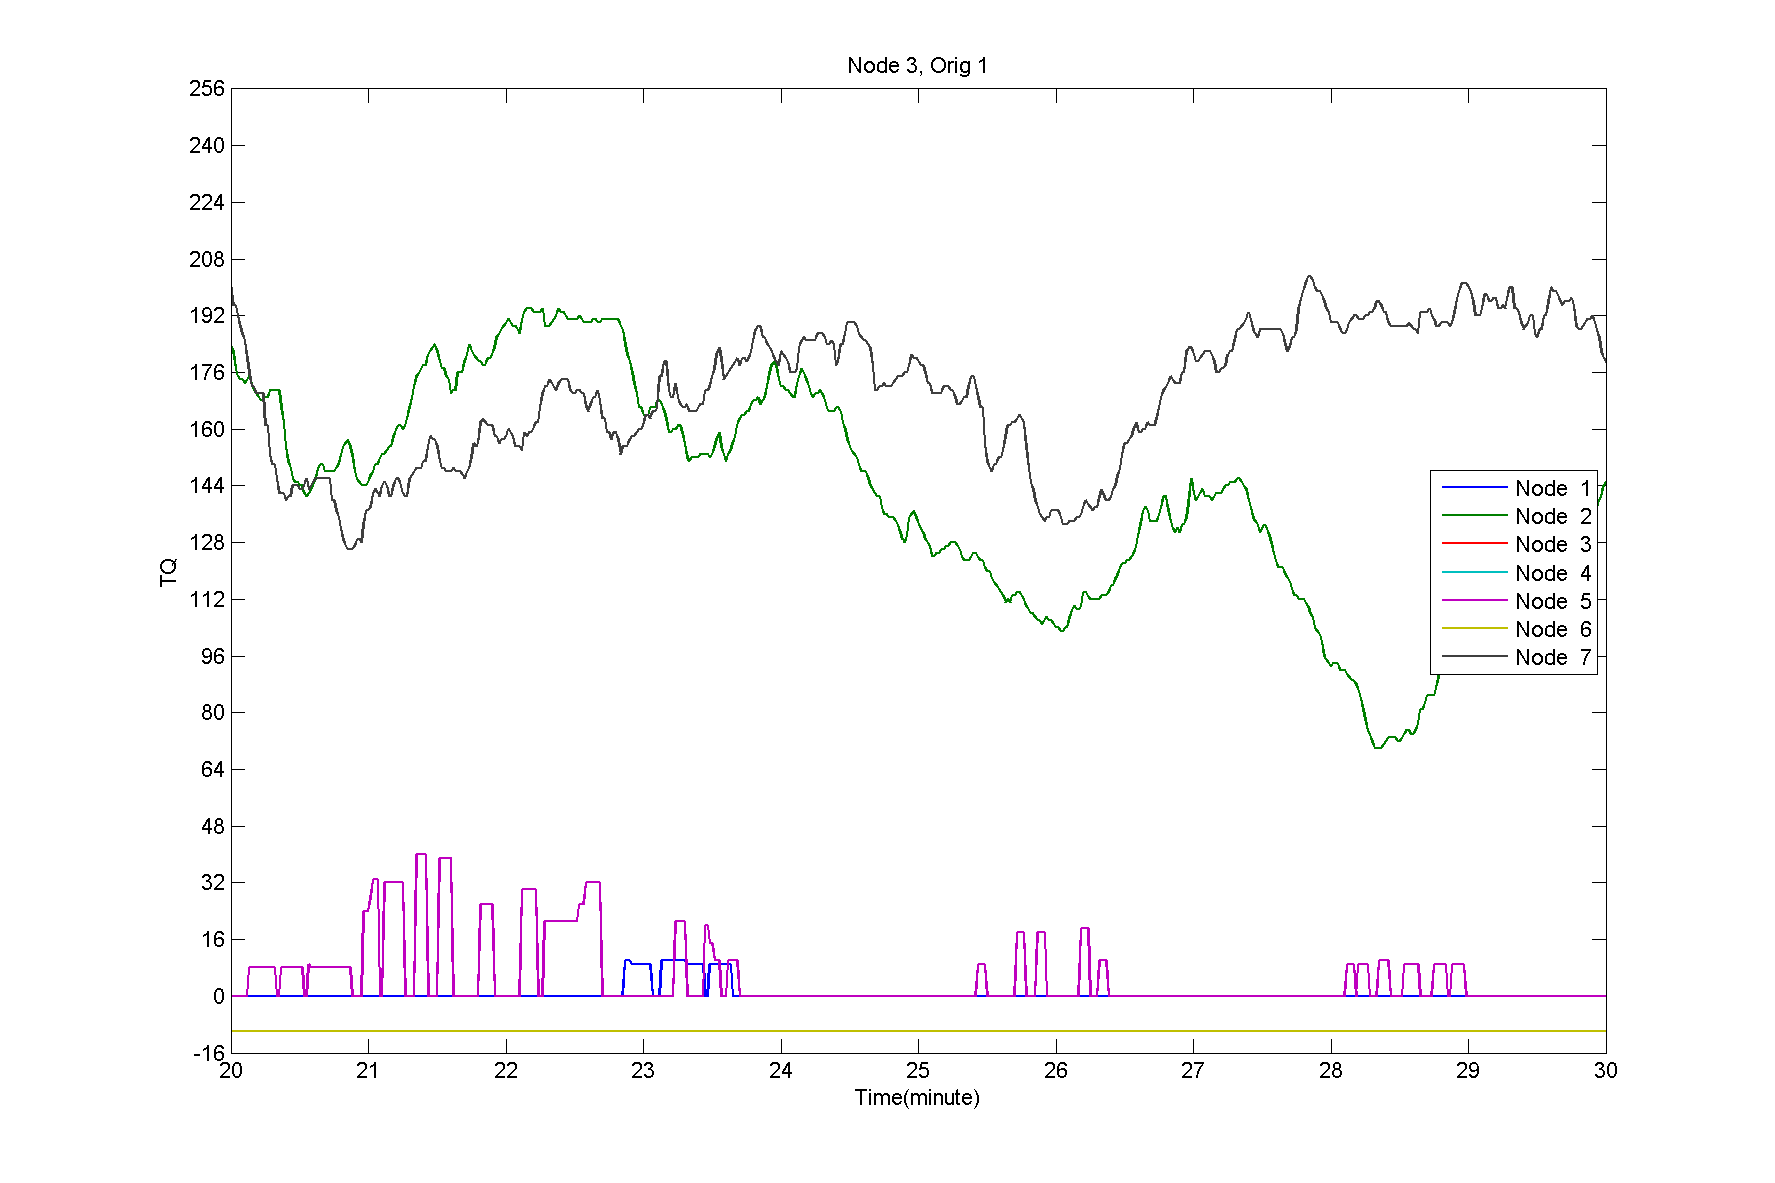 Node 3, Orig 1
256
240
224
208
192
176
160
144
128
112
96
80
64
48
32
16
0
-16
TQ
20 21 22 23 24 25 26 27 28 29 30
Time(minute)
Node 1
Node 2
Node 3
Node 4
Node 5
Node 6
Node 7